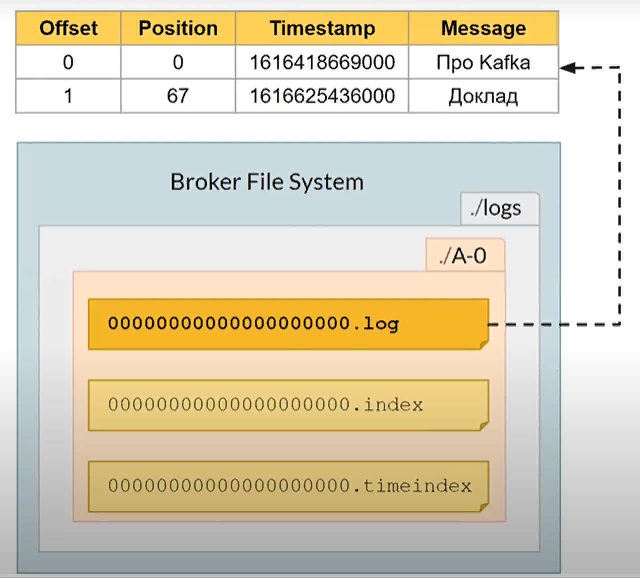 Offset Position Timestamp Message
0 0 1616418669000 Про Kafka
1 67 1616625436000 Доклад
Broker File System
./logs
./A-0
00000000000000000000.log
00000000000000000000.index
00000000000000000000.timeindex